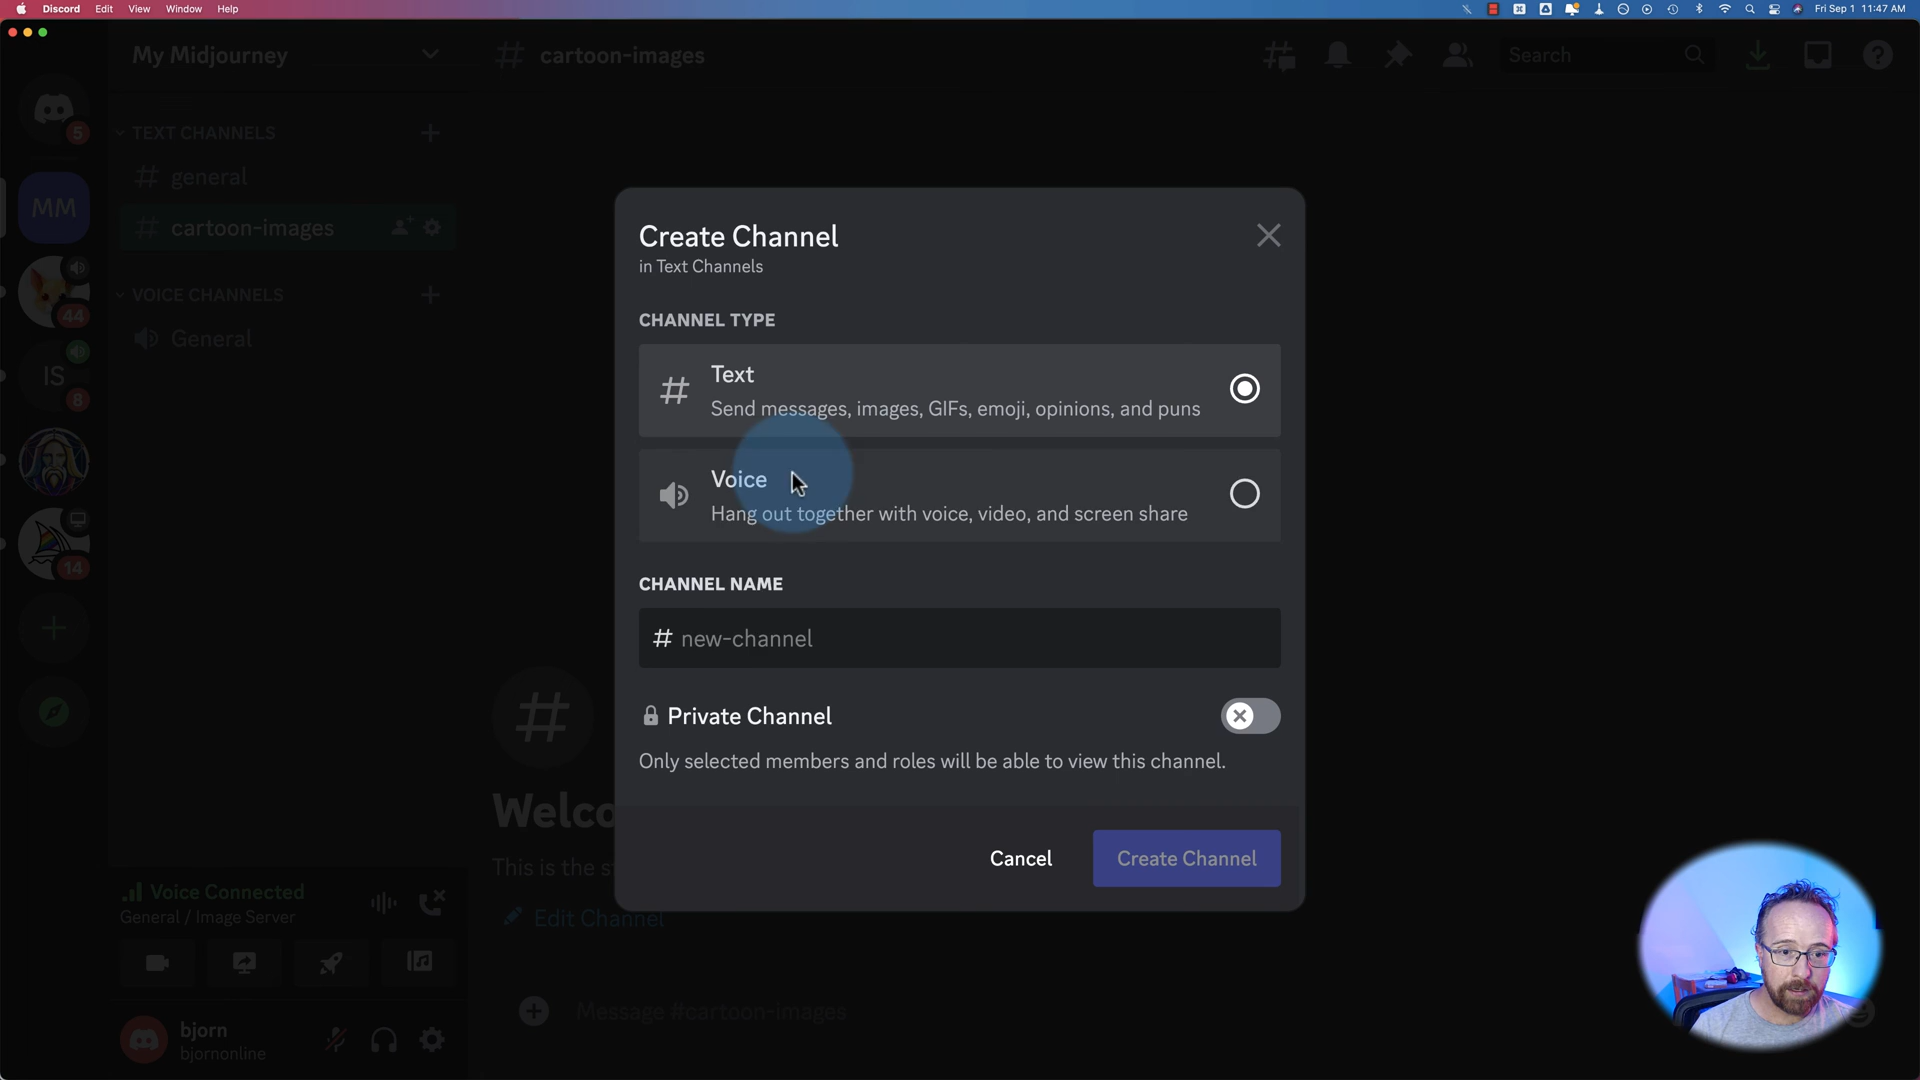 Discord Edit View Window Help
Fri Sep 1 11:47 AM
My Midjourney
cartoon-images
Search
5
TEXT CHANNELS
general
MM
cartoon-images
44
VOICE CHANNELS
General
IS
8
14
Create Channel
in Text Channels
CHANNEL TYPE
Text
Send messages, images, GIFs, emoji, opinions, and puns
Voice
Hang out together with voice, video, and screen share
CHANNEL NAME
# new-channel
Private Channel
Only selected members and roles will be able to view this channel.
Cancel
Create Channel
Welco
This is the s
Edit Channel
Voice Connected
General / Image Server
Message #cartoon-images
bjorn
bjornonline